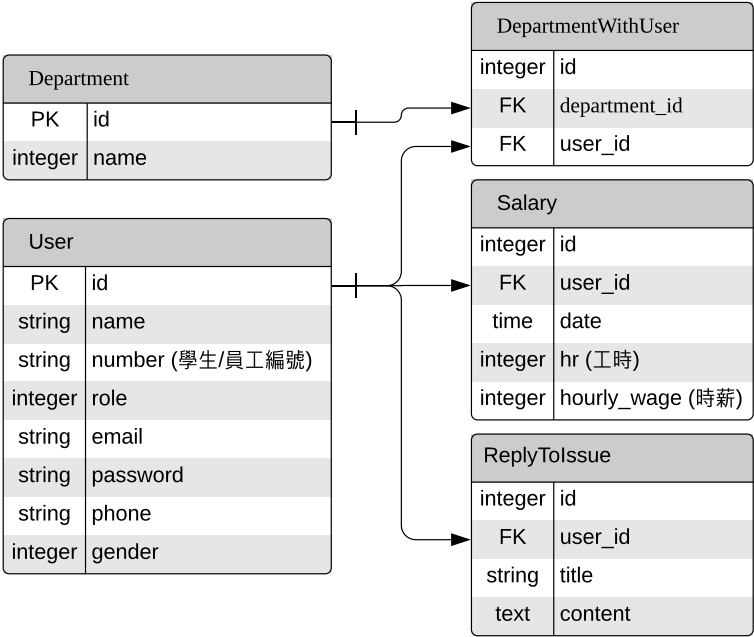 Department
PK id
integer name
User
PK id
string name
string number (學生/員工編號)
integer role
string email
string password
string phone
integer gender
DepartmentWithUser
integer id
FK department_id
FK user_id
Salary
integer id
FK user_id
time date
integer hr (工時)
integer hourly_wage (時薪)
ReplyToIssue
integer id
FK user_id
string title
text content